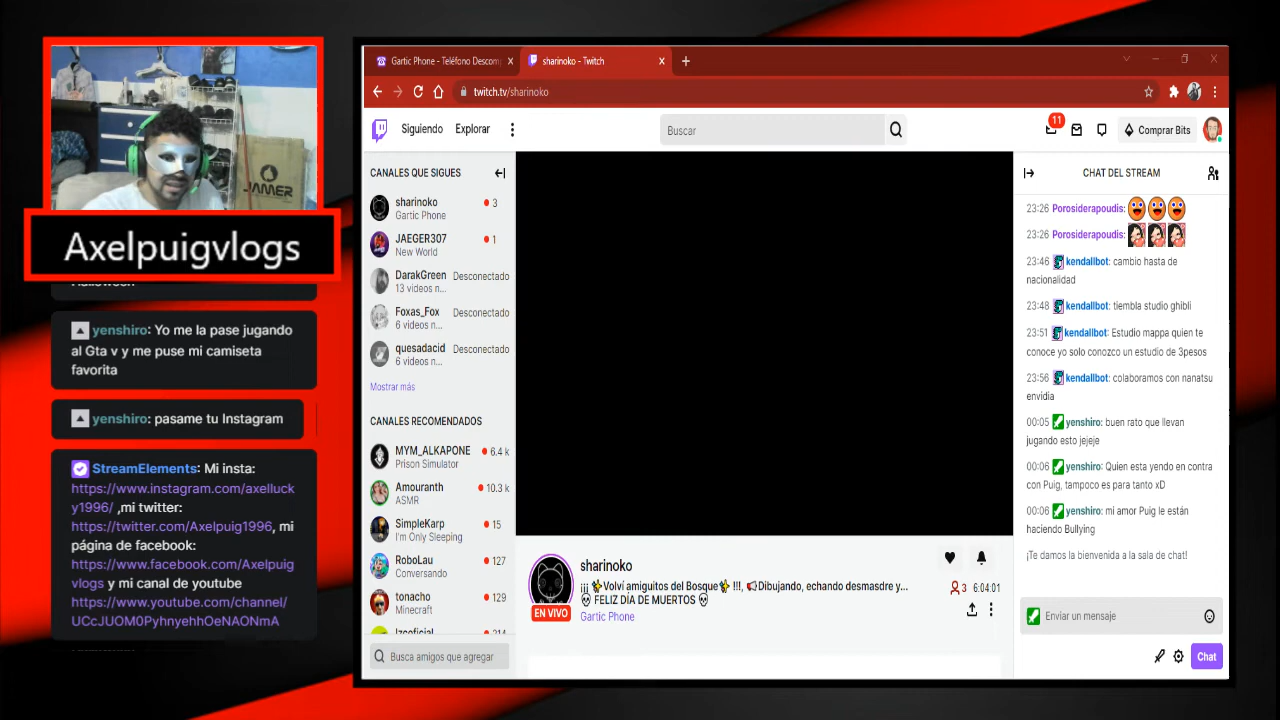 JAMER
Axelpuigvlogs
Halloween
yenshiro: Yo me la pase jugando
al Gta v y me puse mi camiseta
favorita
yenshiro: pasame tu Instagram
StreamElements: Mi insta:
https://www.instagram.com/axelluck
y1996/ ,mi twitter:
https://twitter.com/Axelpuig1996, mi
página de facebook:
https://www.facebook.com/Axelpuig
vlogs y mi canal de youtube
https://www.youtube.com/channel/
UCcJUOM0PyhnyehhOeNAONmA
Gartic Phone - Teléfono Descomp
sharinoko - Twitch
twitch.tv/sharinoko
Siguiendo
Explorar
Buscar
11
Comprar Bits
CANALES QUE SIGUES
sharinoko
3
Gartic Phone
JAEGER307
1
New World
DarakGreen
Desconectado
13 videos n...
Foxas_Fox
Desconectado
6 videos n...
quesadacid
Desconectado
6 videos n...
Mostrar más
CANALES RECOMENDADOS
MYM_ALKAPONE
6.4 k
Prison Simulator
Amouranth
10.3 k
ASMR
SimpleKarp
15
I'm Only Sleeping
RoboLau
127
Conversando
tonacho
129
Minecraft
Izcoficial
214
Busca amigos que agregar
EN VIVO
sharinoko
¡¡¡ ✨Volví amiguitos del Bosque✨ !!!, 📢Dibujando, echando desmasdre y...
💀 FELIZ DÍA DE MUERTOS 💀
Gartic Phone
3
6:04:01
CHAT DEL STREAM
23:26 Porosiderapoudis:
23:26 Porosiderapoudis:
23:46 kendallbot: cambio hasta de
nacionalidad
23:48 kendallbot: tiembla studio ghibli
23:51 kendallbot: Estudio mappa quien te
conoce yo solo conozco un estudio de 3pesos
23:56 kendallbot: colaboramos con nanatsu
envidia
00:05 yenshiro: buen rato que llevan
jugando esto jejeje
00:06 yenshiro: Quien esta yendo en contra
con Puig, tampoco es para tanto xD
00:06 yenshiro: mi amor Puig le están
haciendo Bullying
¡Te damos la bienvenida a la sala de chat!
Enviar un mensaje
Chat